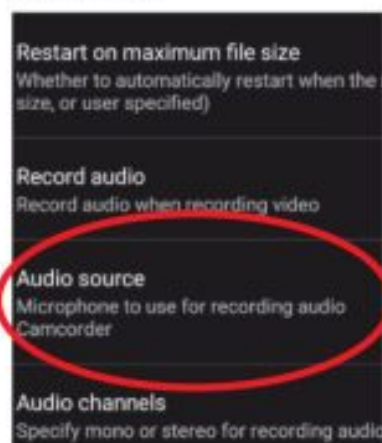 Restart on maximum file size
Whether to automatically restart when the
size, or user specified)
Record audio
Record audio when recording video
Audio source
Microphone to use for recording audio
Camcorder
Audio channels
Specify mono or stereo for recording audio